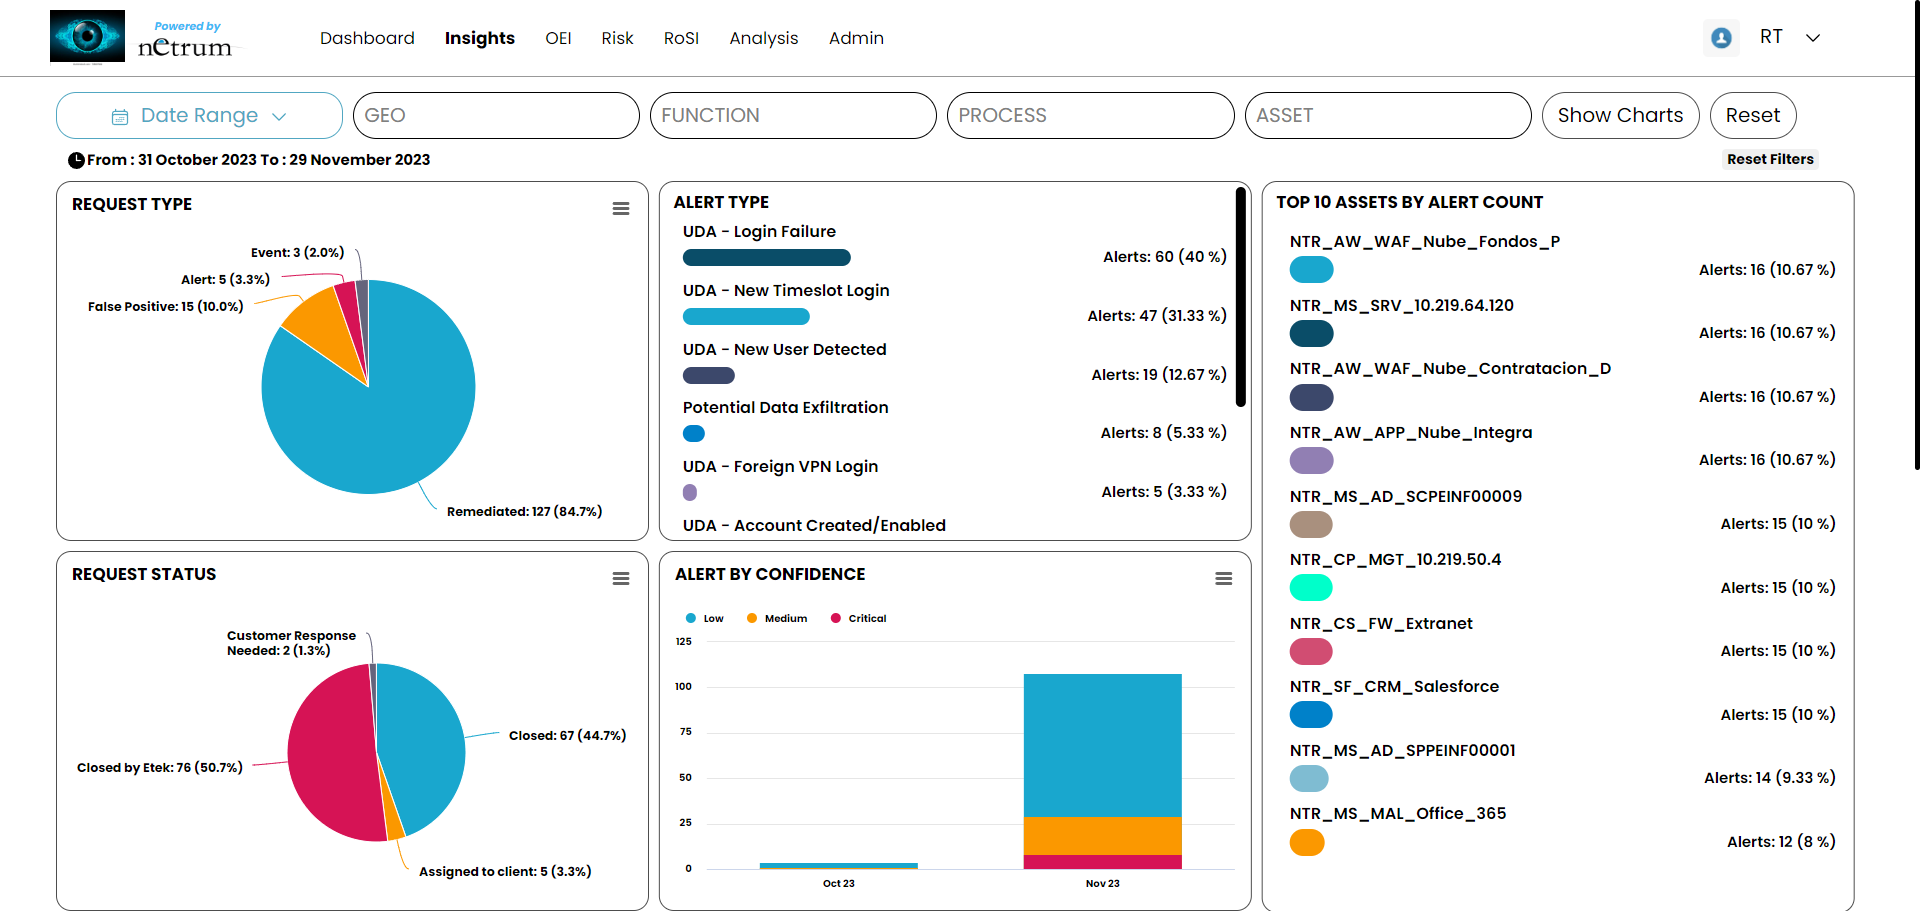 Powered by
netrum
Dashboard
Insights
OEI
Risk
RoSI
Analysis
Admin
RT
Date Range
GEO
FUNCTION
PROCESS
ASSET
Show Charts
Reset
From : 31 October 2023 To : 29 November 2023
Reset Filters
REQUEST TYPE
Event: 3 (2.0%)
Alert: 5 (3.3%)
False Positive: 15 (10.0%)
Remediated: 127 (84.7%)
ALERT TYPE
UDA - Login Failure
Alerts: 60 (40 %)
UDA - New Timeslot Login
Alerts: 47 (31.33 %)
UDA - New User Detected
Alerts: 19 (12.67 %)
Potential Data Exfiltration
Alerts: 8 (5.33 %)
UDA - Foreign VPN Login
Alerts: 5 (3.33 %)
UDA - Account Created/Enabled
TOP 10 ASSETS BY ALERT COUNT
NTR_AW_WAF_Nube_Fondos_P
Alerts: 16 (10.67 %)
NTR_MS_SRV_10.219.64.120
Alerts: 16 (10.67 %)
NTR_AW_WAF_Nube_Contratacion_D
Alerts: 16 (10.67 %)
NTR_AW_APP_Nube_Integra
Alerts: 16 (10.67 %)
NTR_MS_AD_SCPEINF00009
Alerts: 15 (10 %)
NTR_CP_MGT_10.219.50.4
Alerts: 15 (10 %)
NTR_CS_FW_Extranet
Alerts: 15 (10 %)
NTR_SF_CRM_Salesforce
Alerts: 15 (10 %)
NTR_MS_AD_SPPEINF00001
Alerts: 14 (9.33 %)
NTR_MS_MAL_Office_365
Alerts: 12 (8 %)
REQUEST STATUS
Customer Response
Needed: 2 (1.3%)
Closed: 67 (44.7%)
Closed by Etek: 76 (50.7%)
Assigned to client: 5 (3.3%)
ALERT BY CONFIDENCE
Low
Medium
Critical
125
100
75
50
25
0
Oct 23
Nov 23